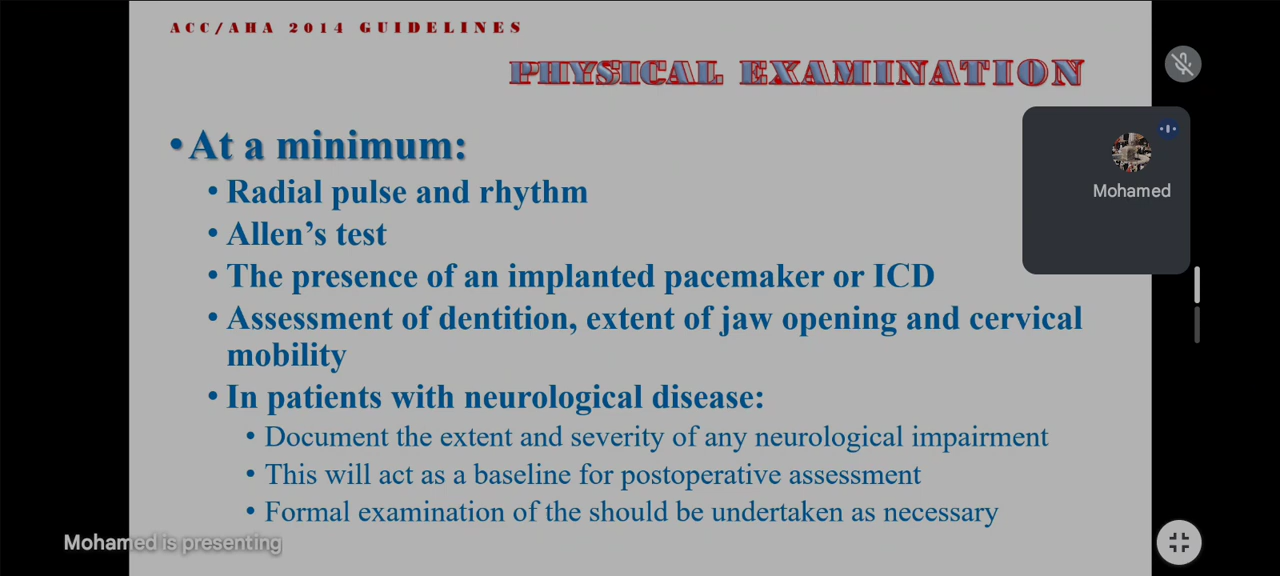 ACC/AHA 2014 GUIDELINES
PHYSICAL EXAMINATION
• At a minimum:
• Radial pulse and rhythm
• Allen’s test
• The presence of an implanted pacemaker or ICD
• Assessment of dentition, extent of jaw opening and cervical
mobility
• In patients with neurological disease:
• Document the extent and severity of any neurological impairment
• This will act as a baseline for postoperative assessment
• Formal examination of the should be undertaken as necessary
Mohamed
Mohamed is presenting